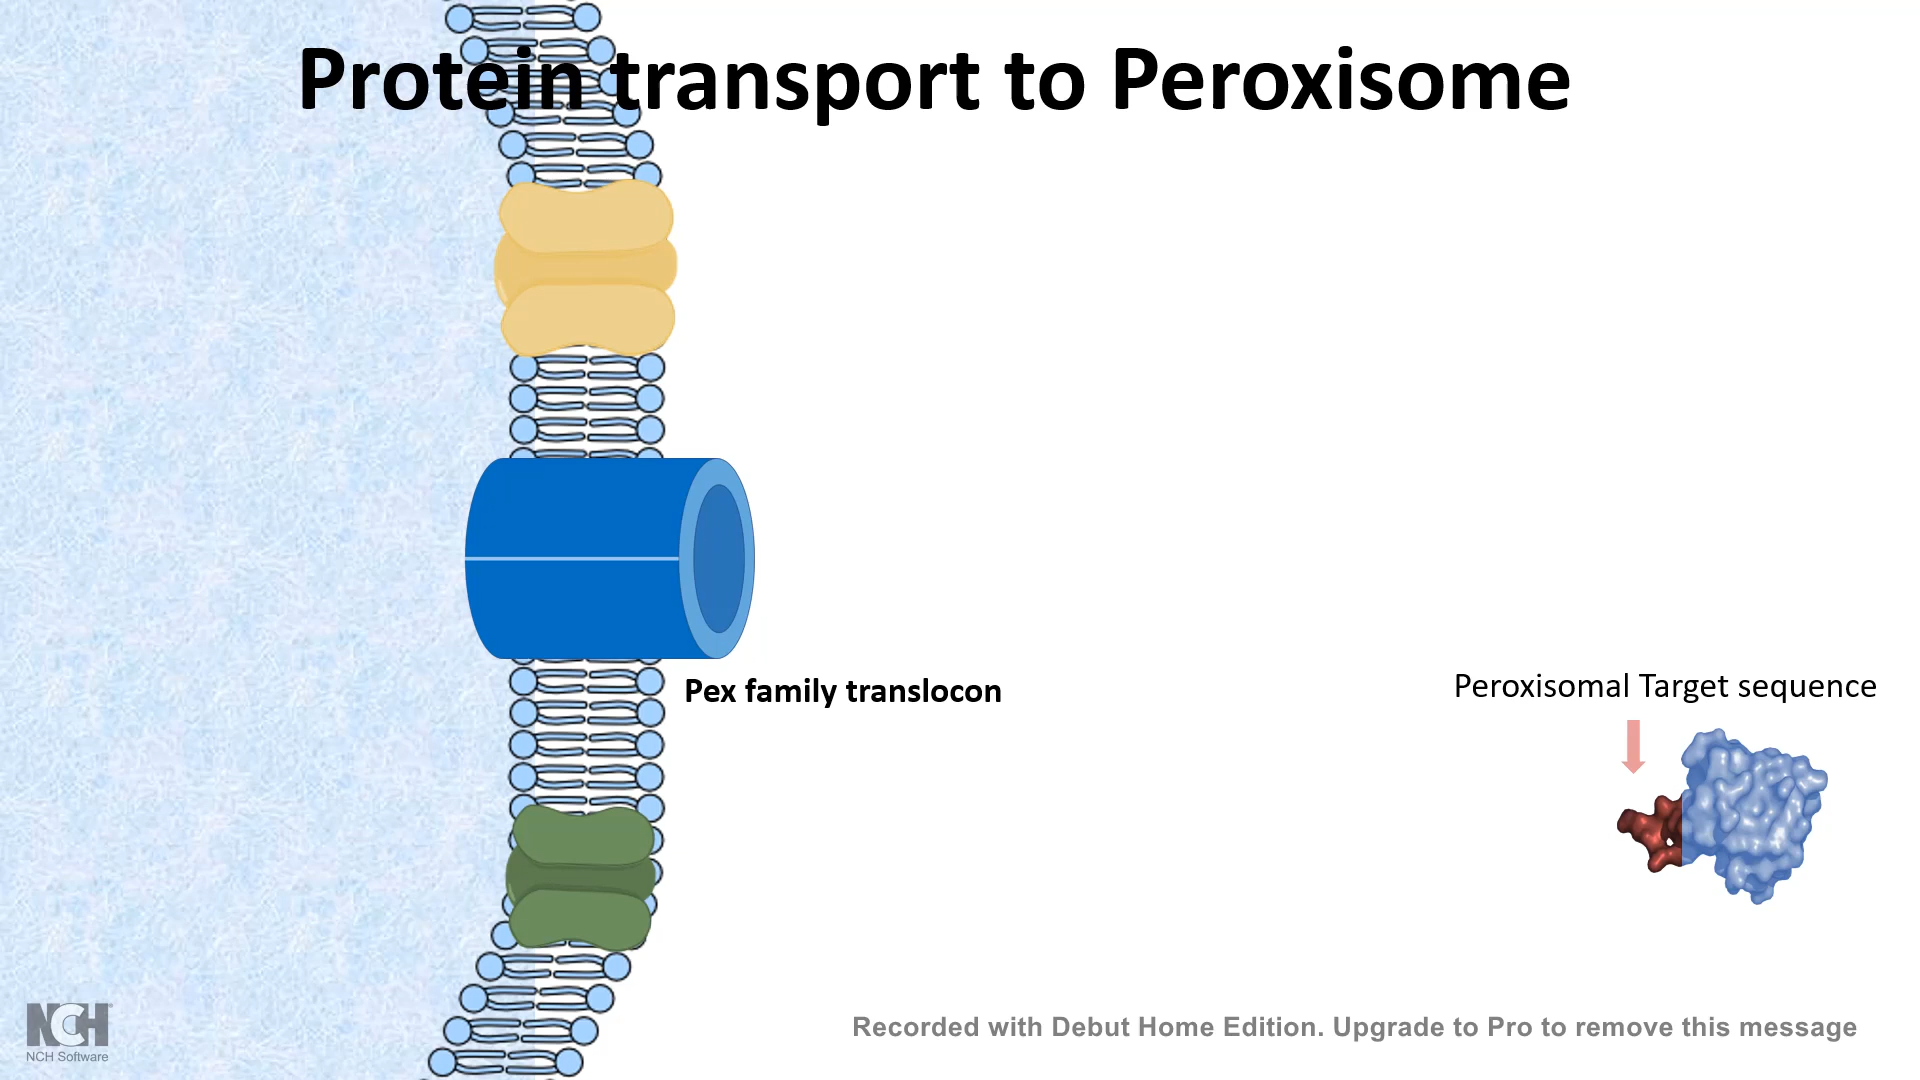 Protein transport to Peroxisome
Pex family translocon
Peroxisomal Target sequence
NCH
NCH Software
Recorded with Debut Home Edition. Upgrade to Pro to remove this message